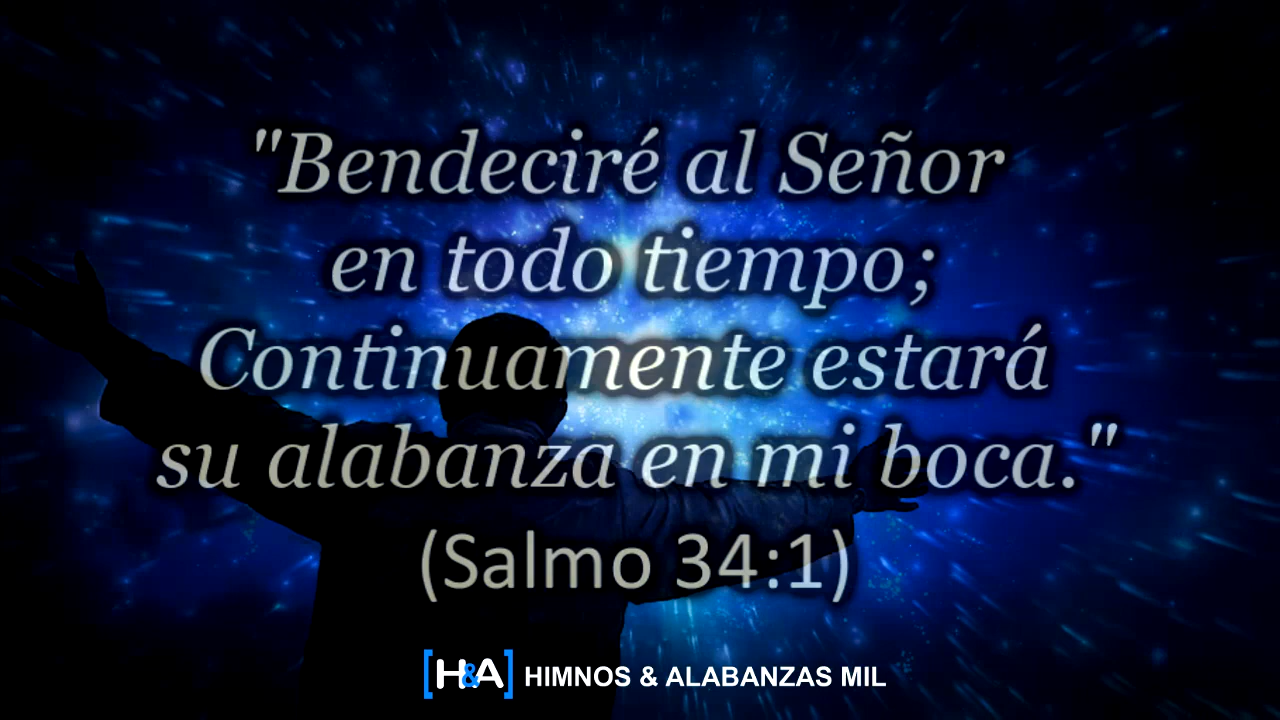 "Bendeciré al Señor
en todo tiempo;
Continuamente estará
su alabanza en mi boca."
(Salmo 34:1)
[H&A] HIMNOS & ALABANZAS MIL